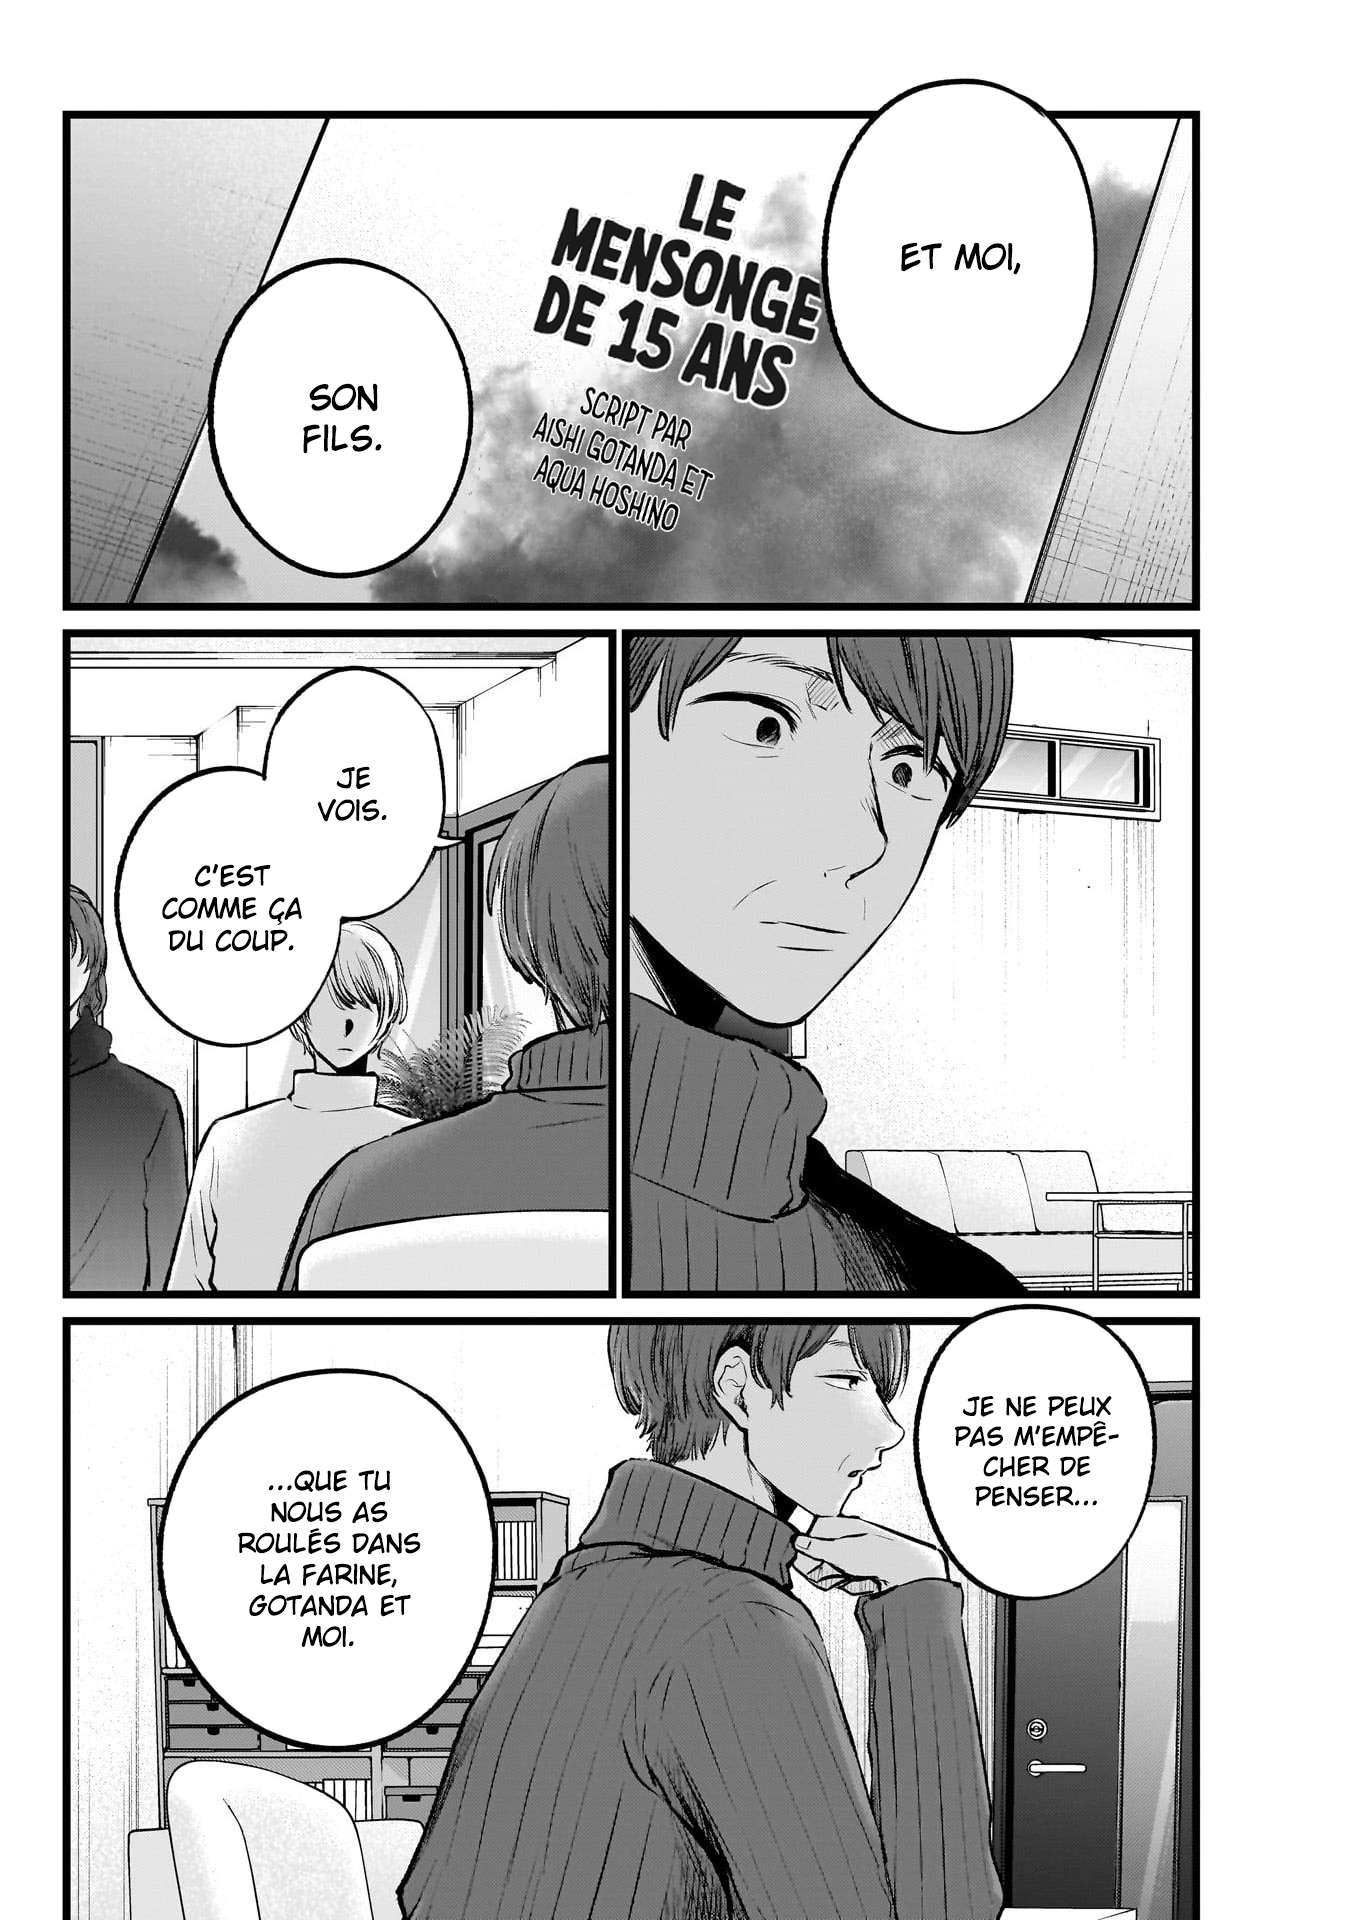 ET MOI,
LE
MENSONGE
DE 15 ANS
SCRIPT PAR
AISHI GOTANDA ET
AQUA HOSHINO
SON
FILS.
JE
VOIS.
C'EST
COMME ÇA
DU COUP.
JE NE PEUX
PAS M'EMPÊ-
CHER DE
PENSER...
...QUE TU
NOUS AS
ROULÉS DANS
LA FARINE,
GOTANDA ET
MOI.